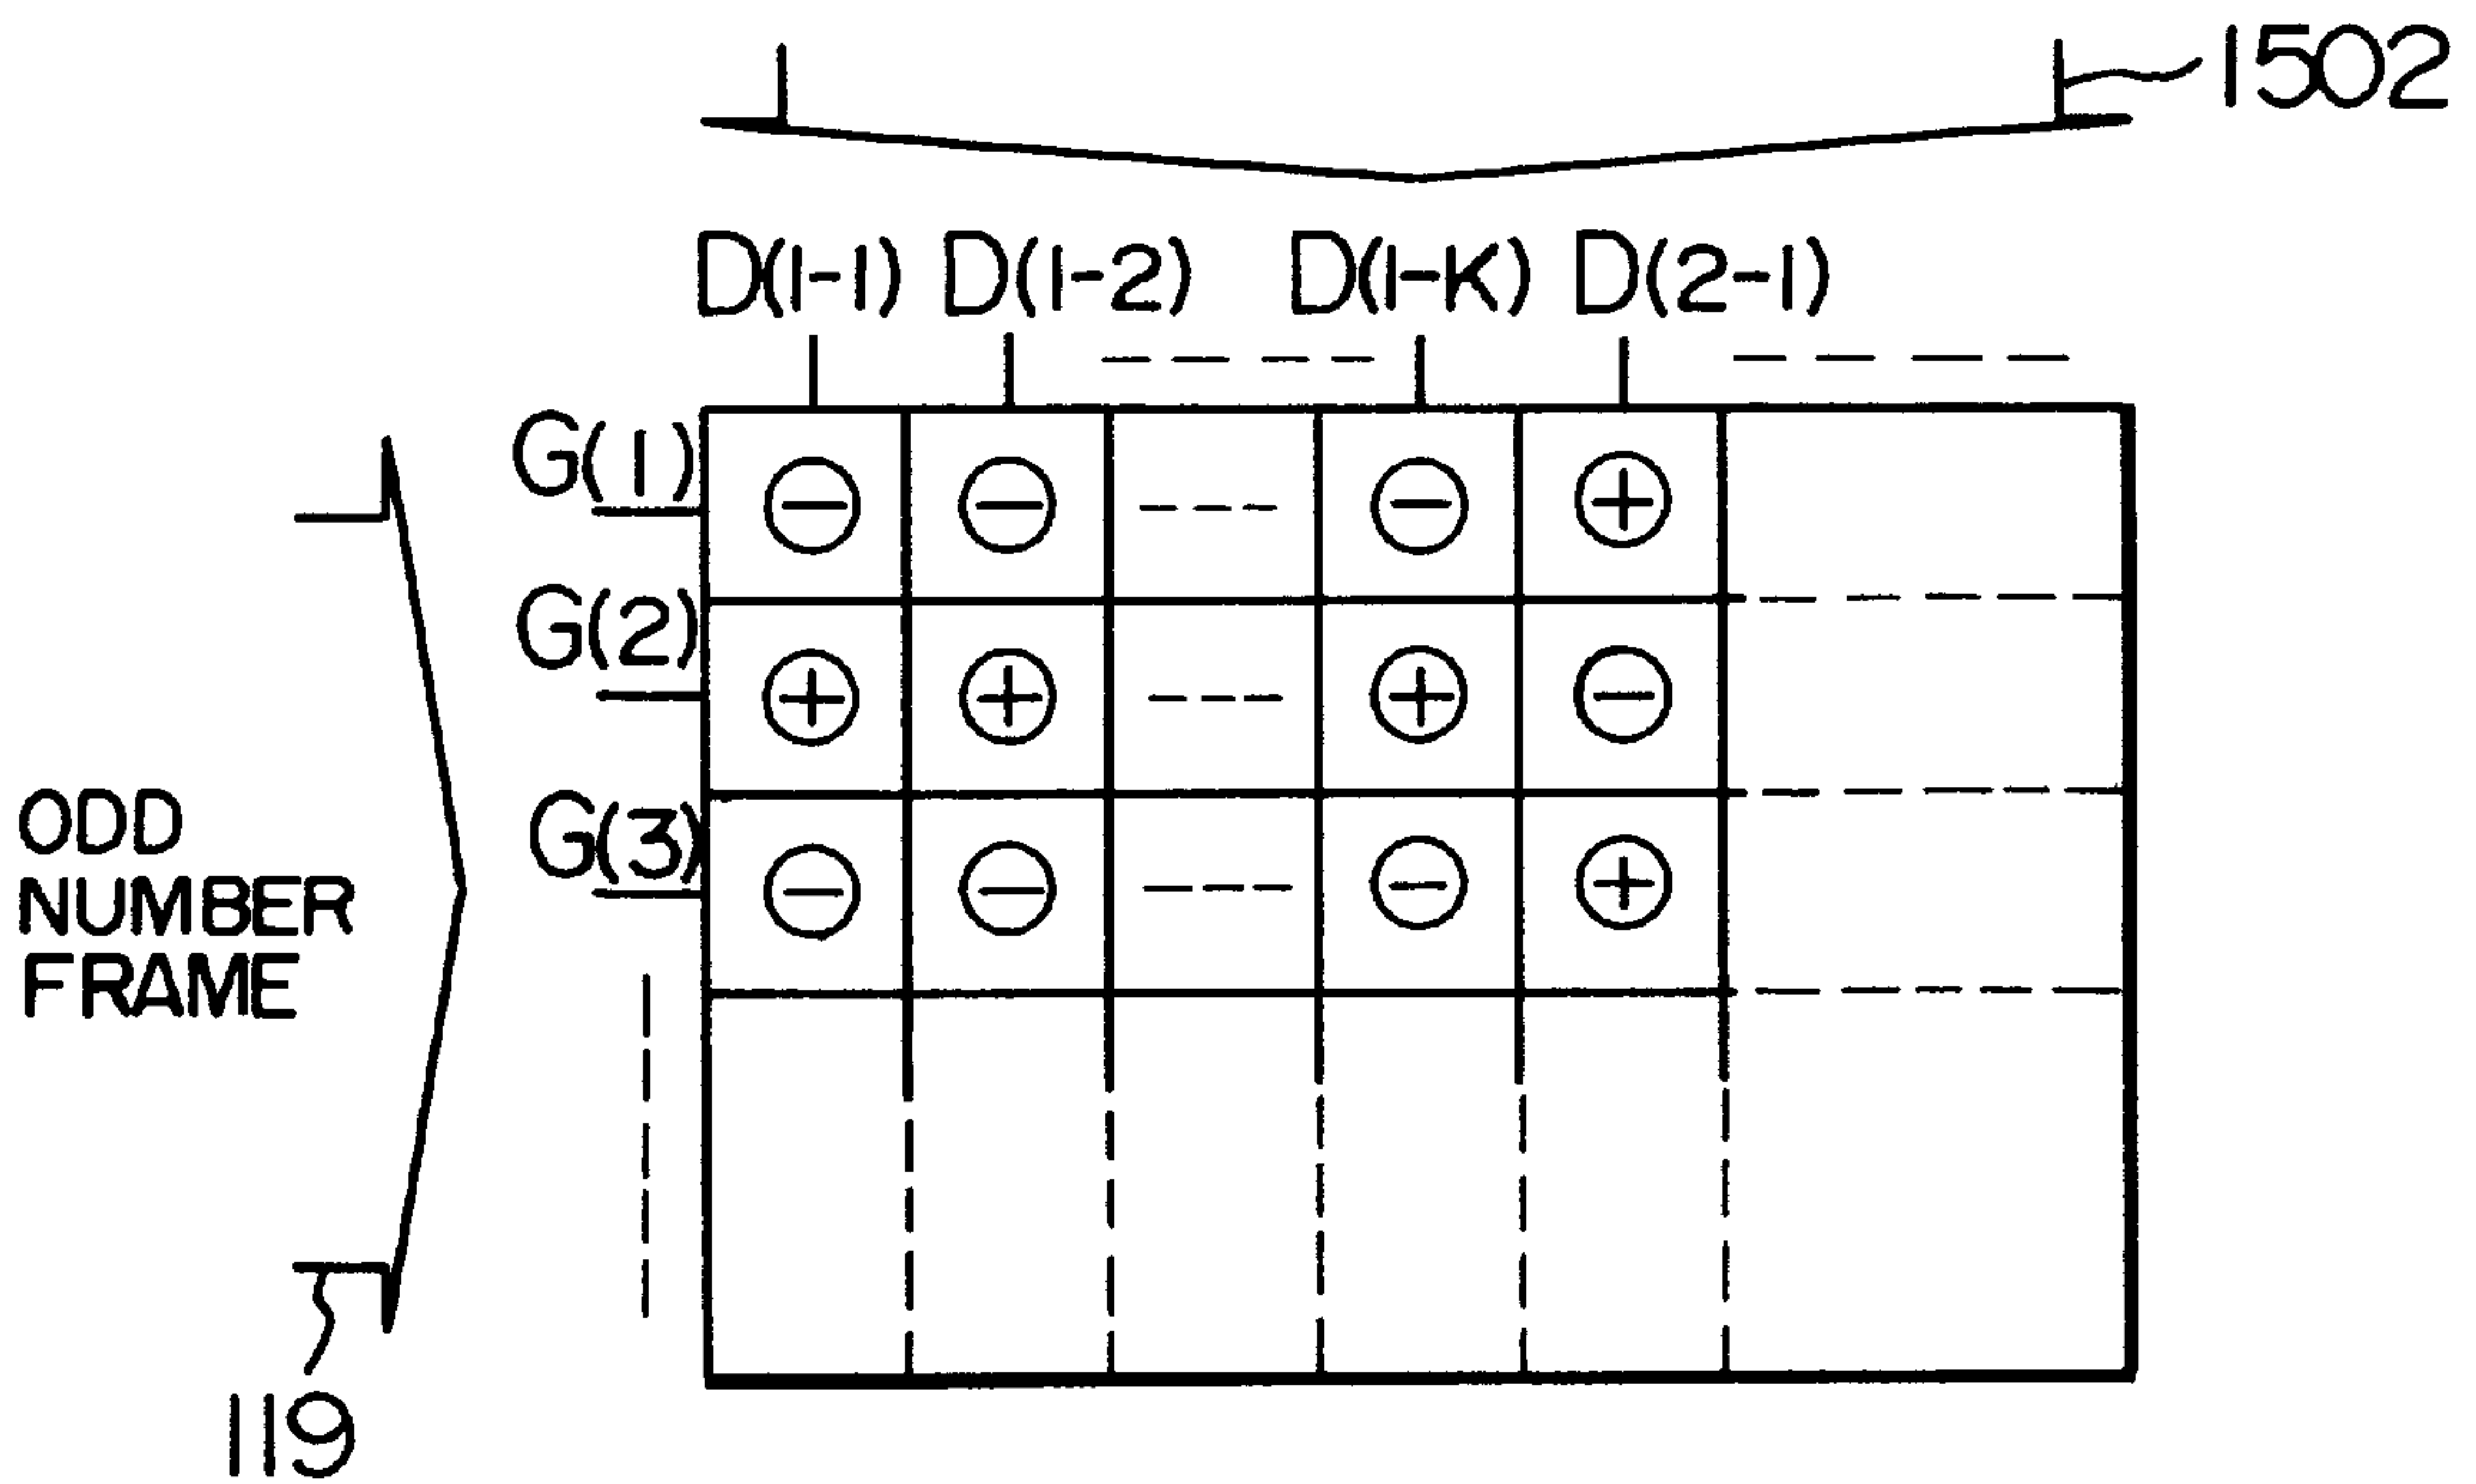 1502
D(1-1) D(1-2) D(1-K) D(2-1)
G(1)
G(2)
G(3)
ODD
NUMBER
FRAME
119